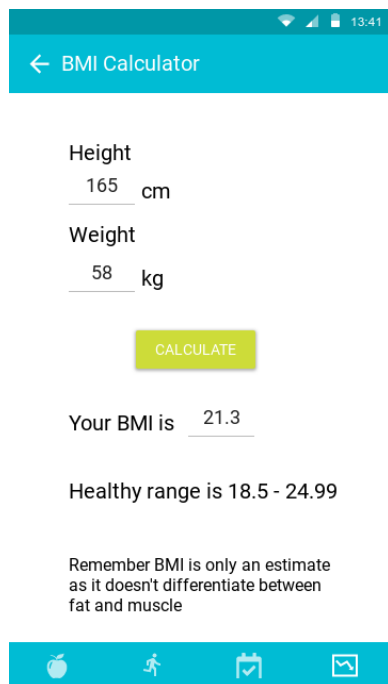 13:41
BMI Calculator
Height
165 cm
Weight
58 kg
CALCULATE
Your BMI is 21.3
Healthy range is 18.5 - 24.99
Remember BMI is only an estimate
as it doesn't differentiate between
fat and muscle